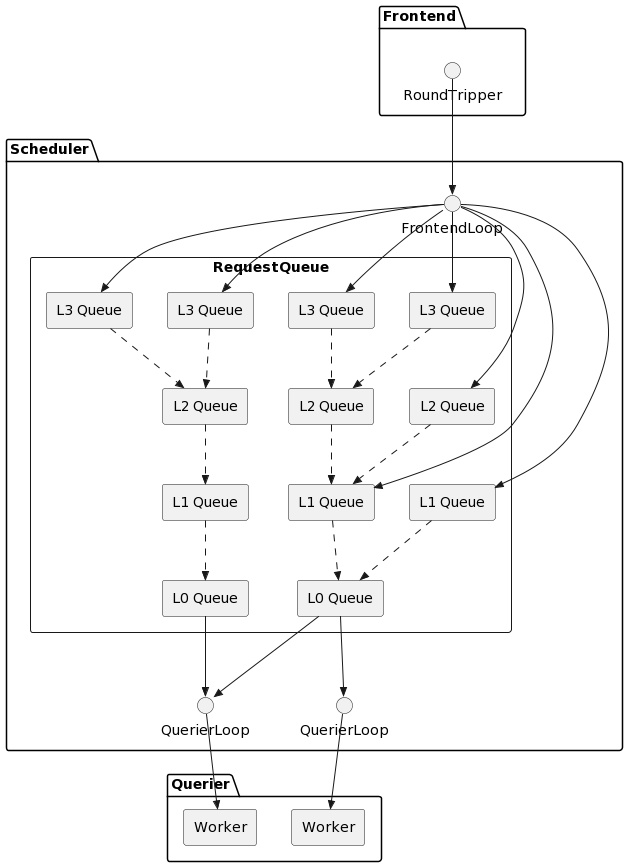 Frontend
RoundTripper
Scheduler
FrontendLoop
RequestQueue
L3 Queue
L3 Queue
L3 Queue
L3 Queue
L2 Queue
L2 Queue
L2 Queue
L1 Queue
L1 Queue
L1 Queue
L0 Queue
L0 Queue
QuerierLoop
QuerierLoop
Querier
Worker
Worker